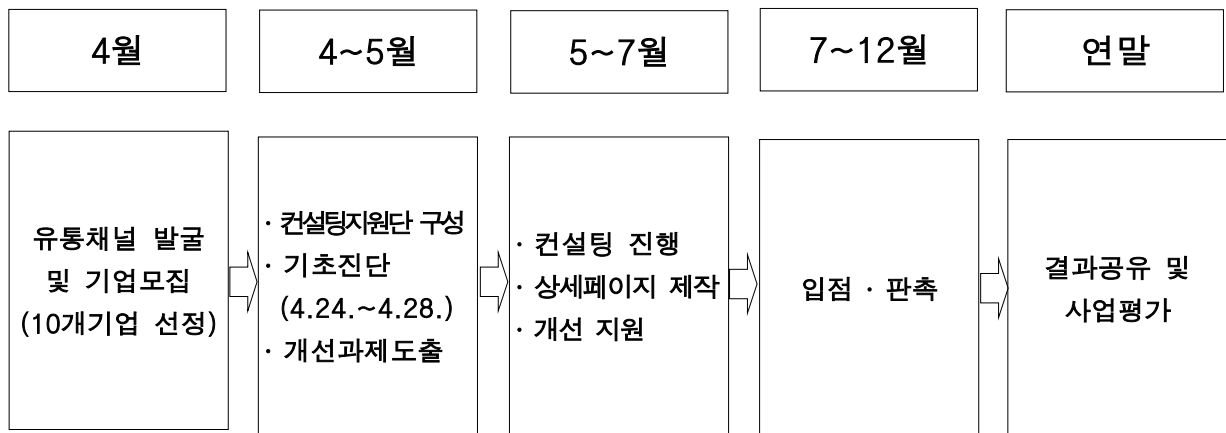 4월
4~5월
5~7월
7~12월
연말
유통채널 발굴
및 기업모집
(10개기업 선정)
· 컨설팅지원단 구성
· 기초진단
(4.24.~4.28.)
· 개선과제도출
· 컨설팅 진행
· 상세페이지 제작
· 개선 지원
입점 · 판촉
결과공유 및
사업평가